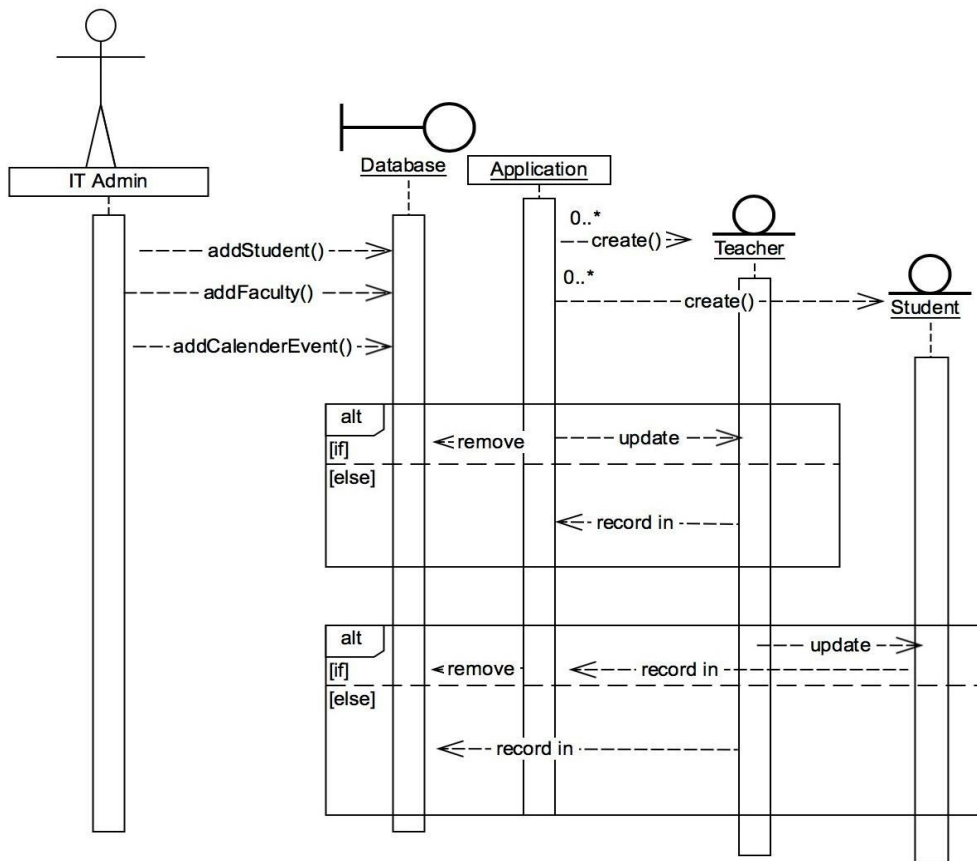 IT Admin
Database
Application
Teacher
Student
0..*
create()
addStudent()
0..*
create()
addFaculty()
addCalenderEvent()
alt
[if]
remove
update
[else]
record in
alt
update
[if]
remove
record in
[else]
record in